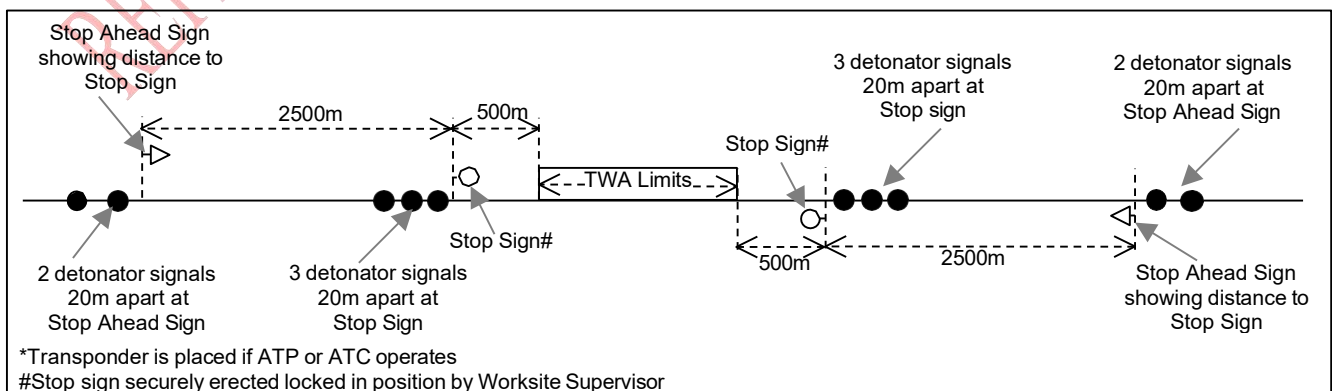 Stop Ahead Sign
showing distance to
Stop Sign
2500m
500m
3 detonator signals
20m apart at
Stop sign
2 detonator signals
20m apart at
Stop Ahead Sign
Stop Sign#
TWA Limits
Stop Sign#
500m
2500m
2 detonator signals
20m apart at
Stop Ahead Sign
3 detonator signals
20m apart at
Stop Sign
Stop Ahead Sign
showing distance to
Stop Sign
*Transponder is placed if ATP or ATC operates
#Stop sign securely erected locked in position by Worksite Supervisor